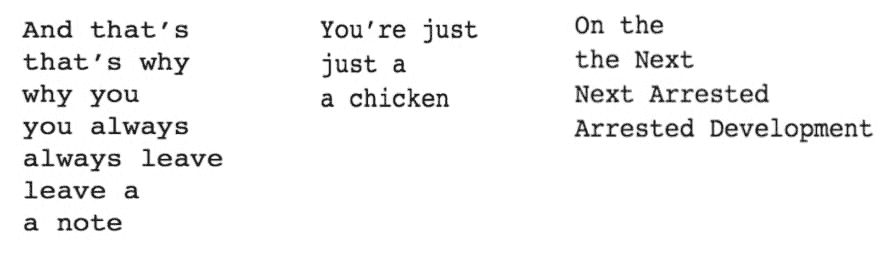 And that's
that's why
why you
you always
always leave
leave a
a note
You're just
just a
a chicken
On the
the Next
Next Arrested
Arrested Development